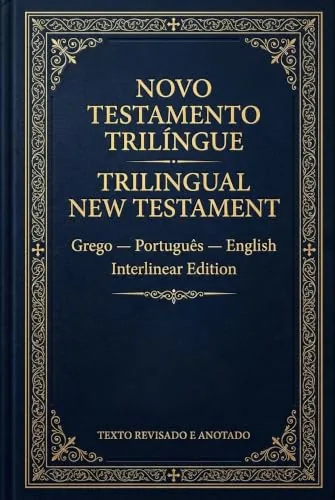 NOVO
TESTAMENTO
TRILÍNGUE
TRILINGUAL
NEW TESTAMENT
Grego — Português — English
Interlinear Edition
TEXTO REVISADO E ANOTADO